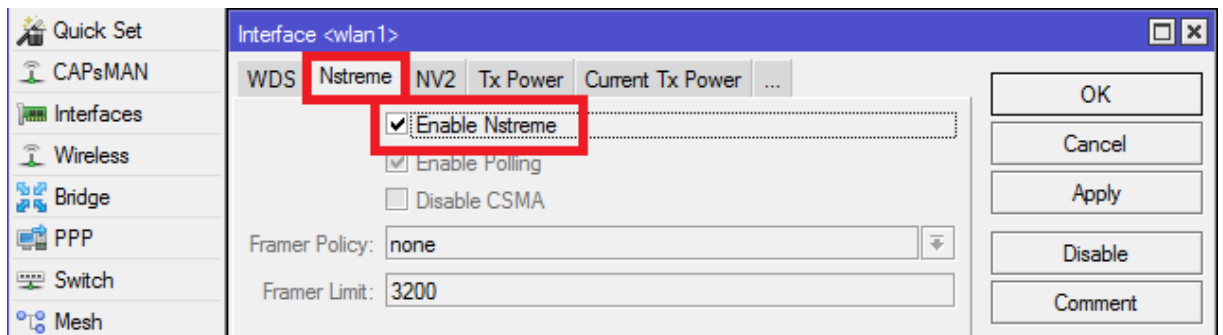 Quick Set
CAPsMAN
Interfaces
Wireless
Bridge
PPP
Switch
Mesh
Interface <wlan1>
WDS Nstreme NV2 Tx Power Current Tx Power ...
Enable Nstreme
Enable Polling
Disable CSMA
Framer Policy: none
Framer Limit: 3200
OK
Cancel
Apply
Disable
Comment